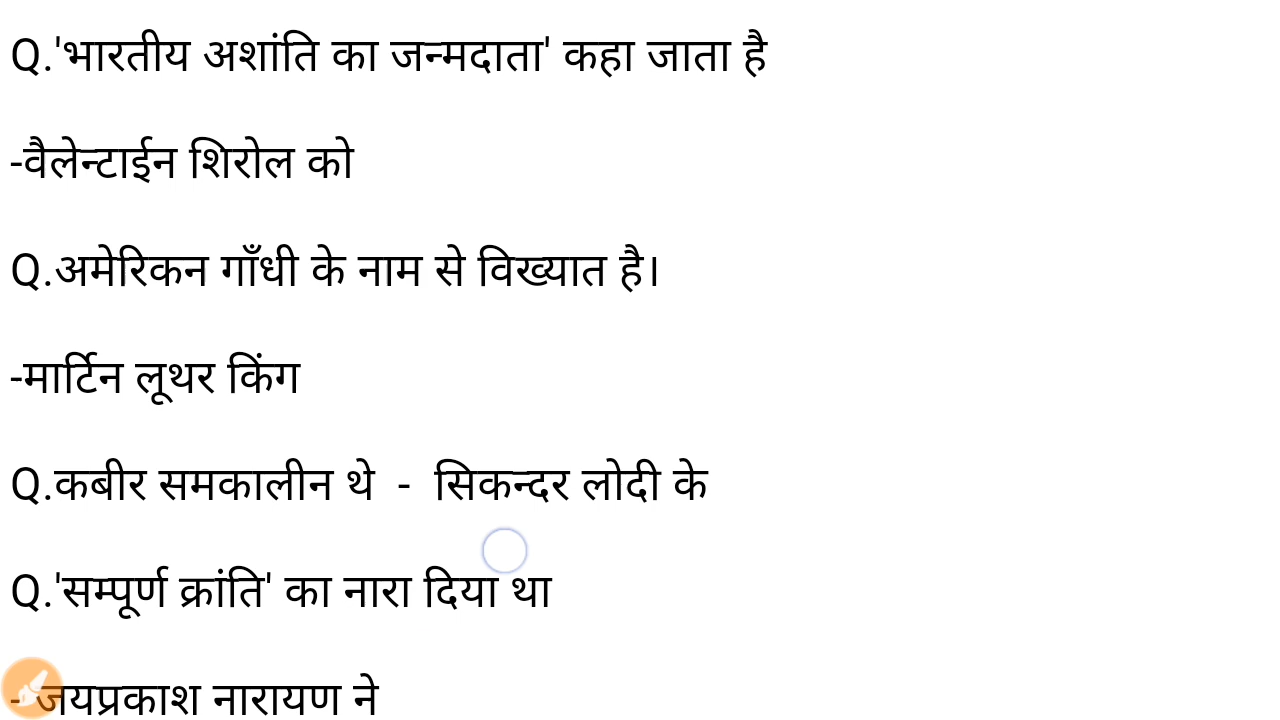 Q.'भारतीय अशांति का जन्मदाता' कहा जाता है
-वैलेन्टाईन शिरोल को
Q.अमेरिकन गाँधी के नाम से विख्यात है।
-मार्टिन लूथर किंग
Q.कबीर समकालीन थे - सिकन्दर लोदी के
Q.'सम्पूर्ण क्रांति' का नारा दिया था
- जयप्रकाश नारायण ने